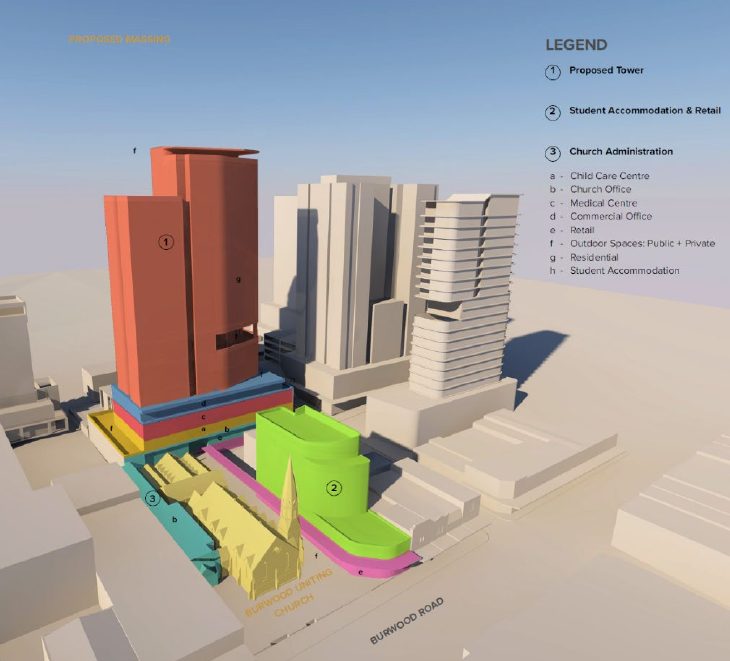 PROPOSED MASSING
LEGEND
1 Proposed Tower
2 Student Accommodation & Retail
3 Church Administration
a - Child Care Centre
b - Church Office
c - Medical Centre
d - Commercial Office
e - Retail
f - Outdoor Spaces: Public + Private
g - Residential
h - Student Accommodation
f
1
g
d
c
f
a
b
2
3
b
f
e
BURWOOD UNITING
CHURCH
BURWOOD ROAD